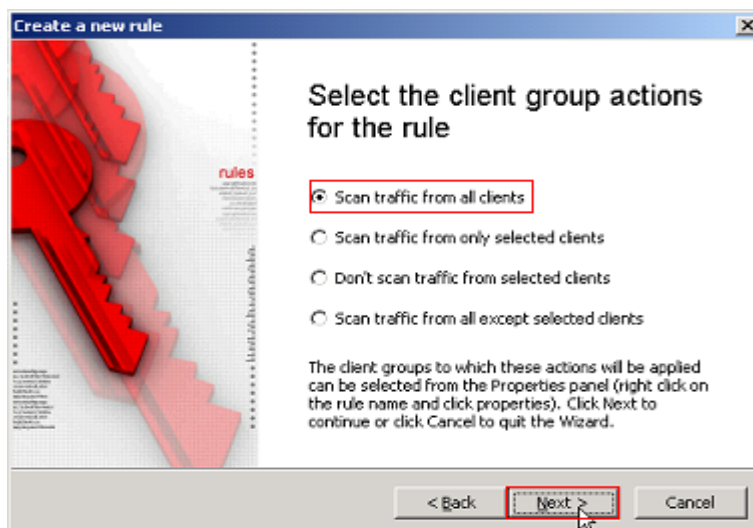 Create a new rule
Select the client group actions
for the rule
rules
Scan traffic from all clients
Scan traffic from only selected clients
Don't scan traffic from selected clients
Scan traffic from all except selected clients
The client groups to which these actions will be applied
can be selected from the Properties panel (right click on
the rule name and click properties). Click Next to
continue or click Cancel to quit the Wizard.
< Back
Next >
Cancel